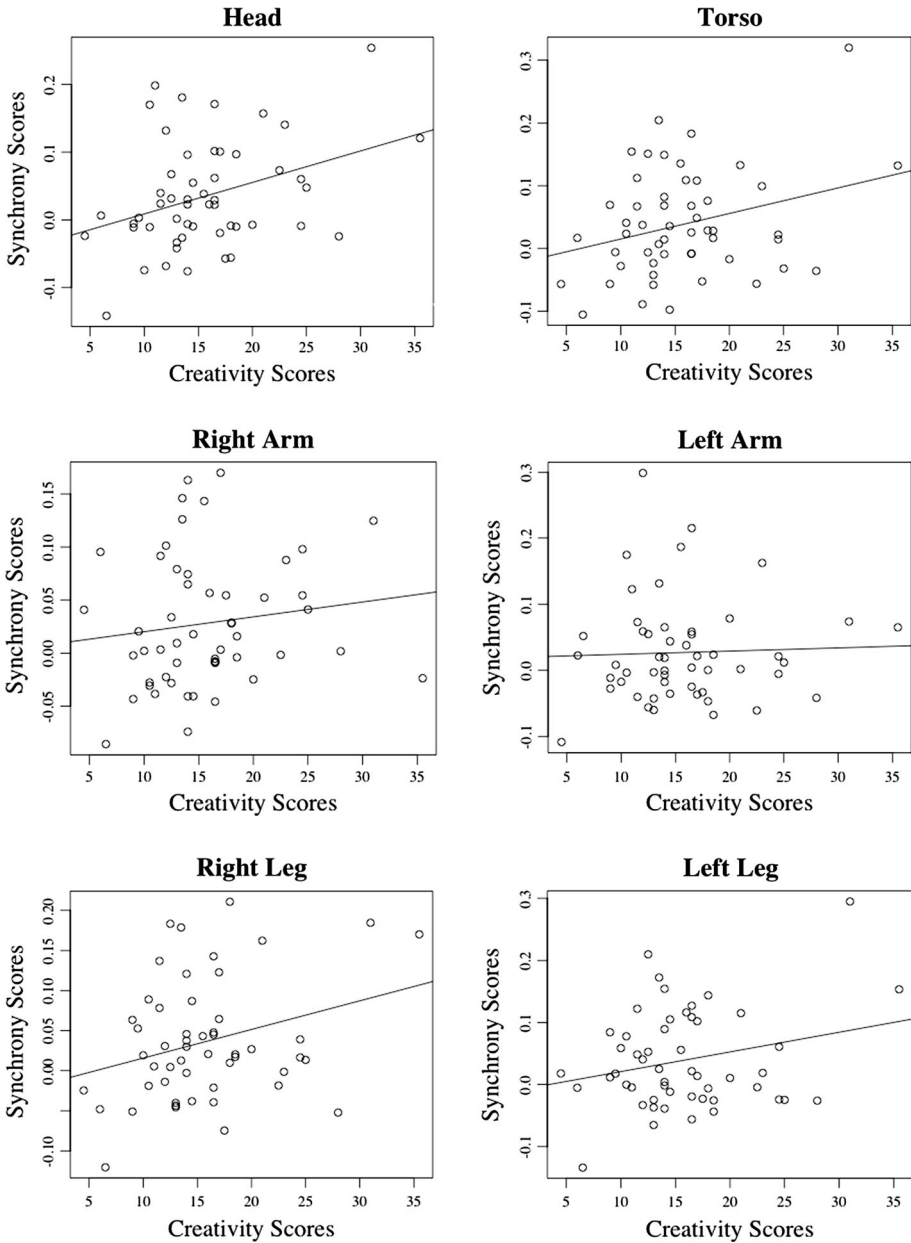 Head
Synchrony Scores
0.2
0.1
0.0
-0.1
5 10 15 20 25 30 35
Creativity Scores
Torso
Synchrony Scores
0.3
0.2
0.1
0.0
-0.1
5 10 15 20 25 30 35
Creativity Scores
Right Arm
Synchrony Scores
0.15
0.10
0.05
0.00
-0.05
5 10 15 20 25 30 35
Creativity Scores
Left Arm
Synchrony Scores
0.3
0.2
0.1
0.0
-0.1
5 10 15 20 25 30 35
Creativity Scores
Right Leg
Synchrony Scores
0.20
0.15
0.10
0.05
0.00
-0.10
5 10 15 20 25 30 35
Creativity Scores
Left Leg
Synchrony Scores
0.3
0.2
0.1
0.0
-0.1
5 10 15 20 25 30 35
Creativity Scores